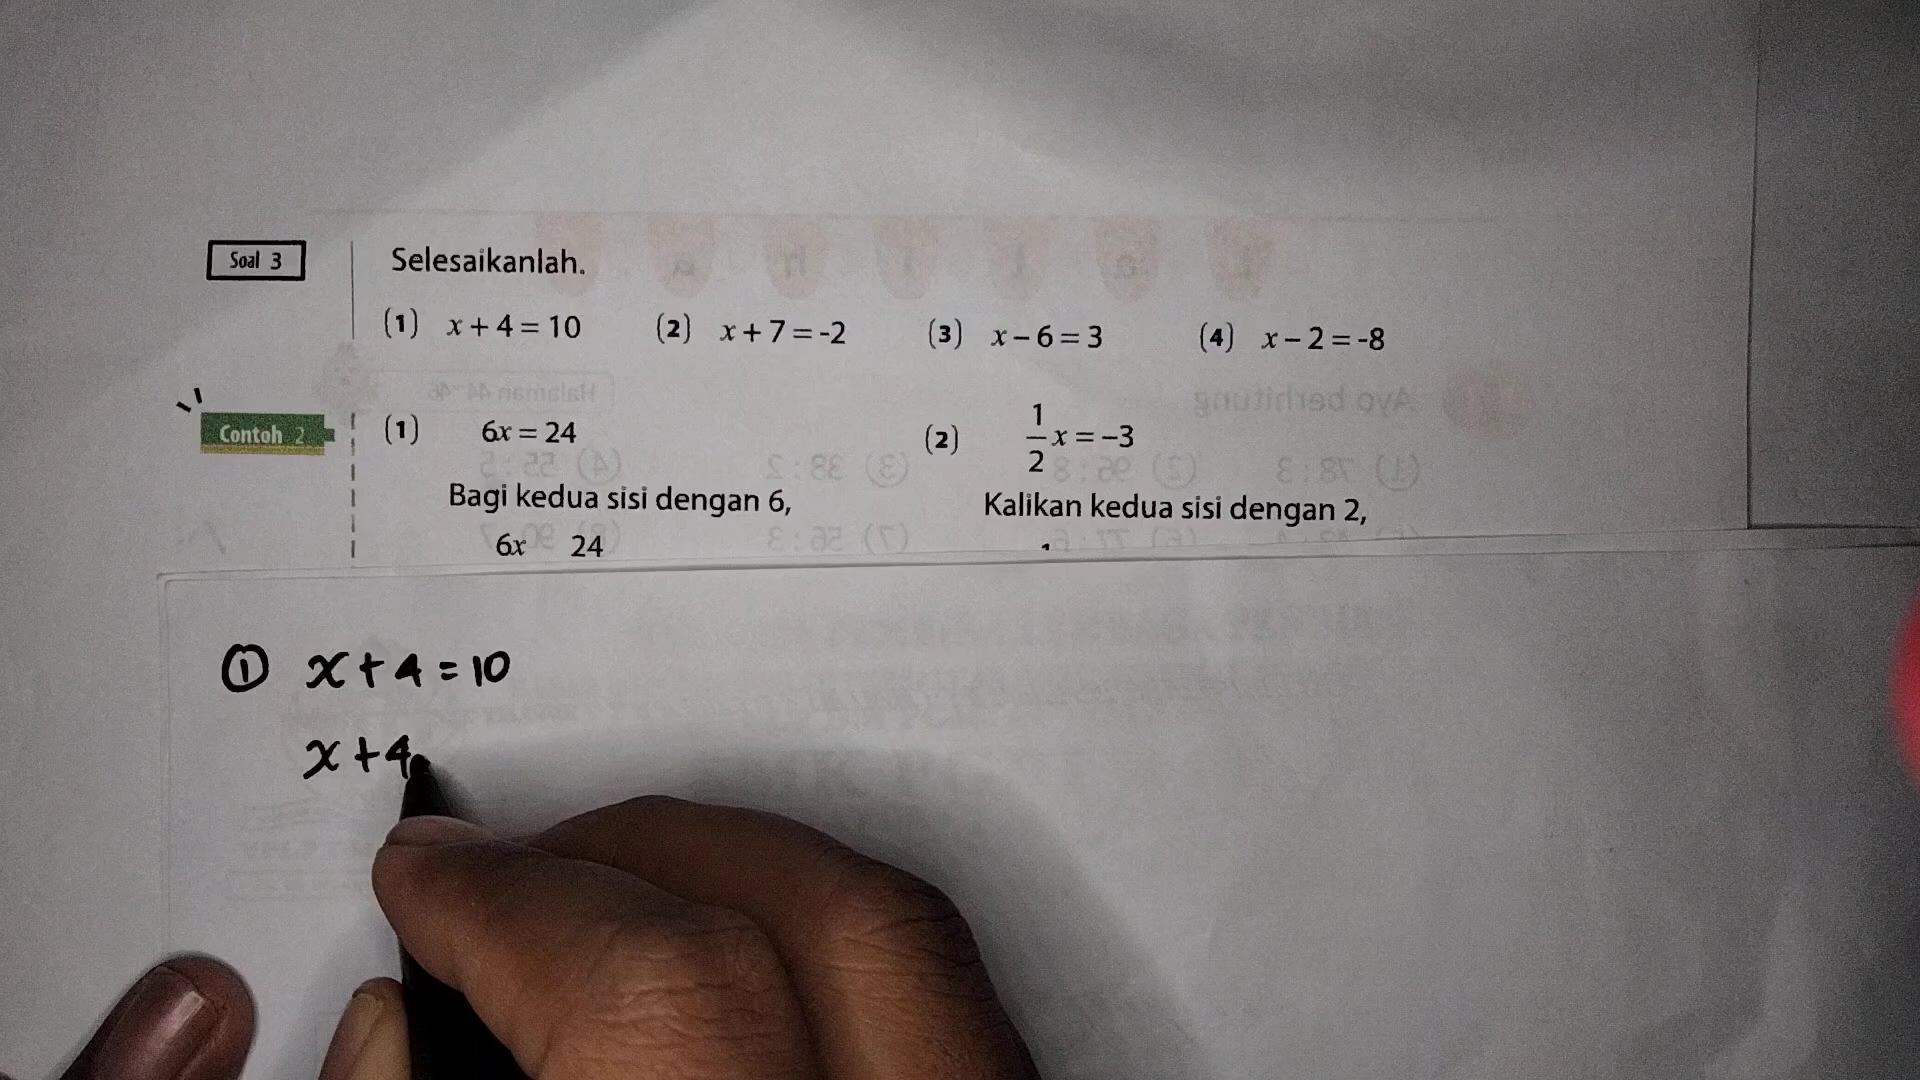 Soal 3 Selesaikanlah.
(1) x + 4 = 10 (2) x + 7 = -2 (3) x – 6 = 3 (4) x – 2 = -8
Contoh 2 (1) 6x = 24 (2) 1/2 x = –3
Bagi kedua sisi dengan 6, Kalikan kedua sisi dengan 2,
6x 24
① x + 4 = 10
x + 4